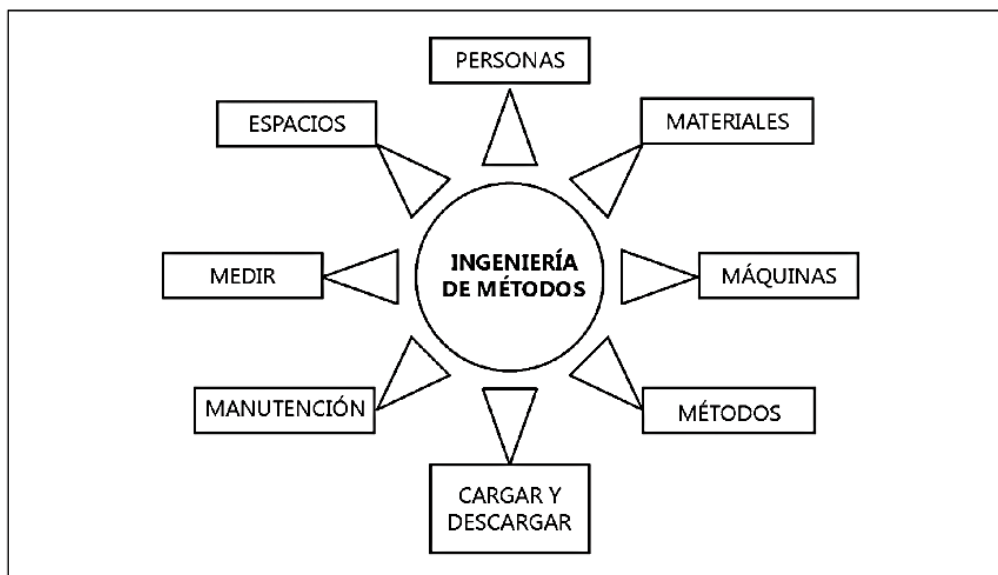 PERSONAS
ESPACIOS
MATERIALES
INGENIERÍA
DE MÉTODOS
MEDIR
MÁQUINAS
MANUTENCIÓN
MÉTODOS
CARGAR Y
DESCARGAR